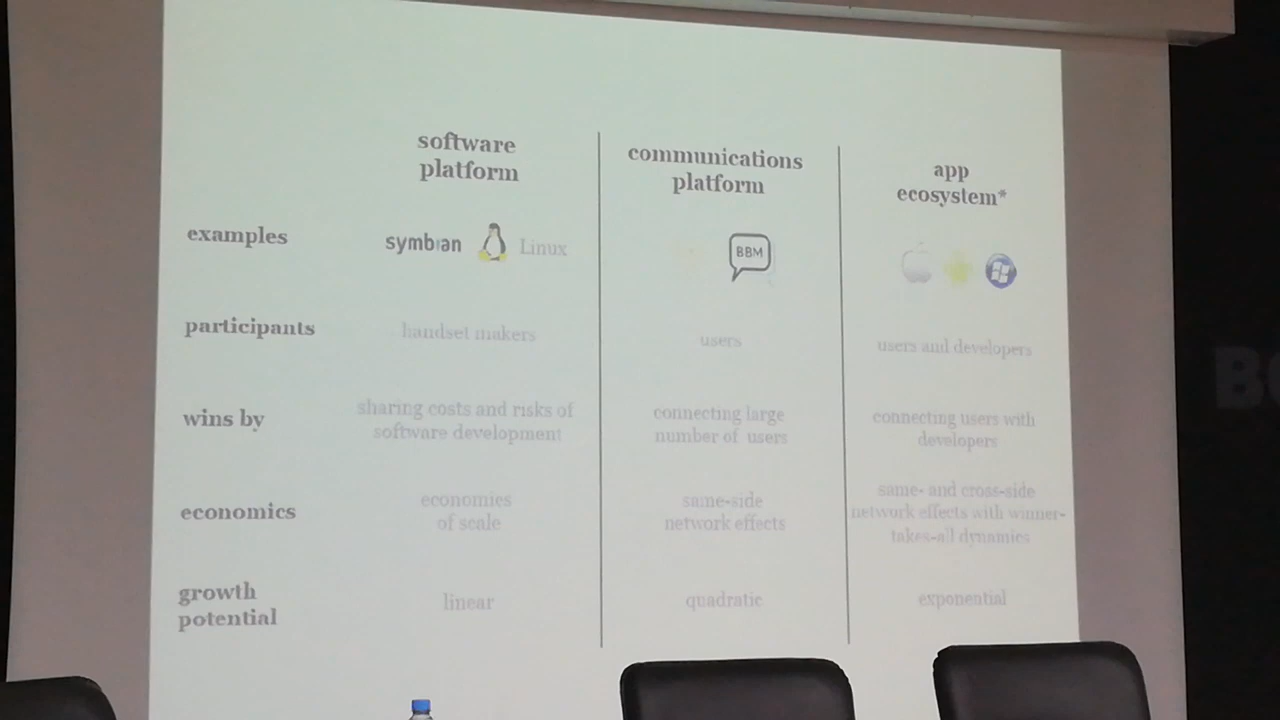 software
platform
communications
platform
app
ecosystem*
examples
symbian
Linux
BBM
participants
handset makers
users
users and developers
wins by
sharing costs and risks of
software development
connecting large
number of users
connecting users with
developers
economics
economies
of scale
same-side
network effects
same- and cross-side
network effects with winner-
takes-all dynamics
growth
potential
linear
quadratic
exponential